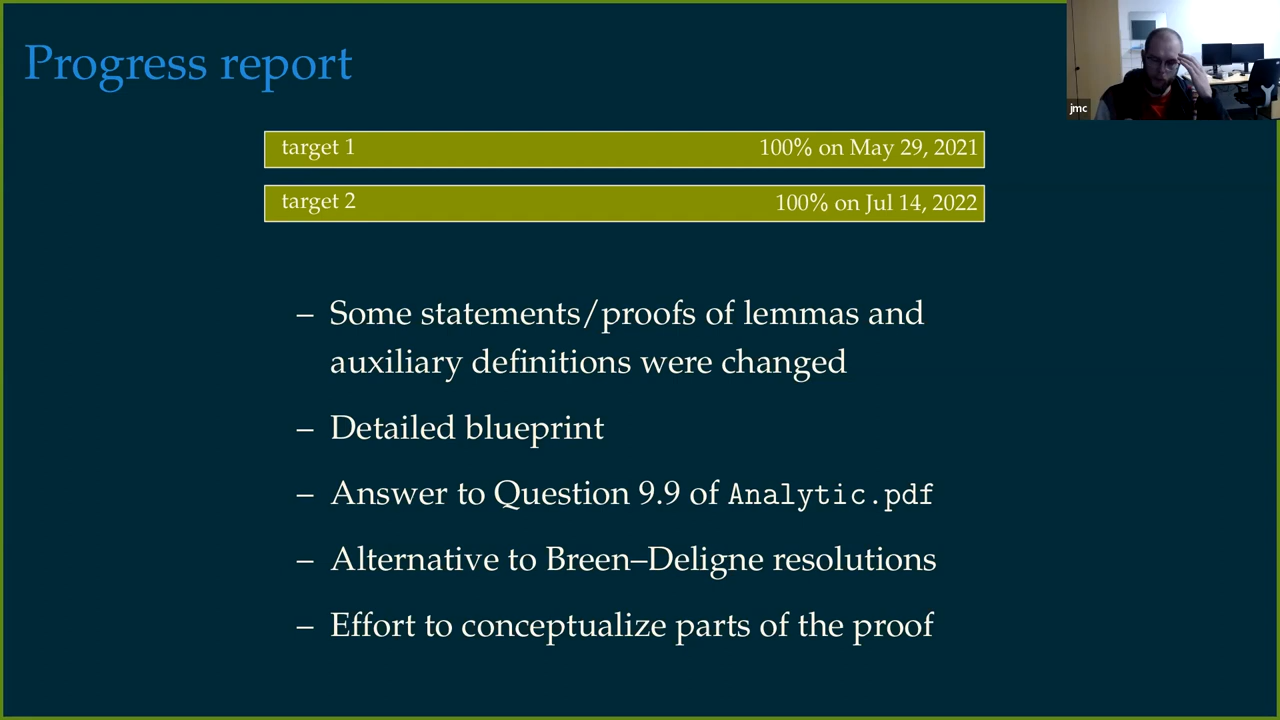 Progress report
jmc
target 1 100% on May 29, 2021
target 2 100% on Jul 14, 2022
– Some statements/proofs of lemmas and
auxiliary definitions were changed
– Detailed blueprint
– Answer to Question 9.9 of Analytic.pdf
– Alternative to Breen–Deligne resolutions
– Effort to conceptualize parts of the proof